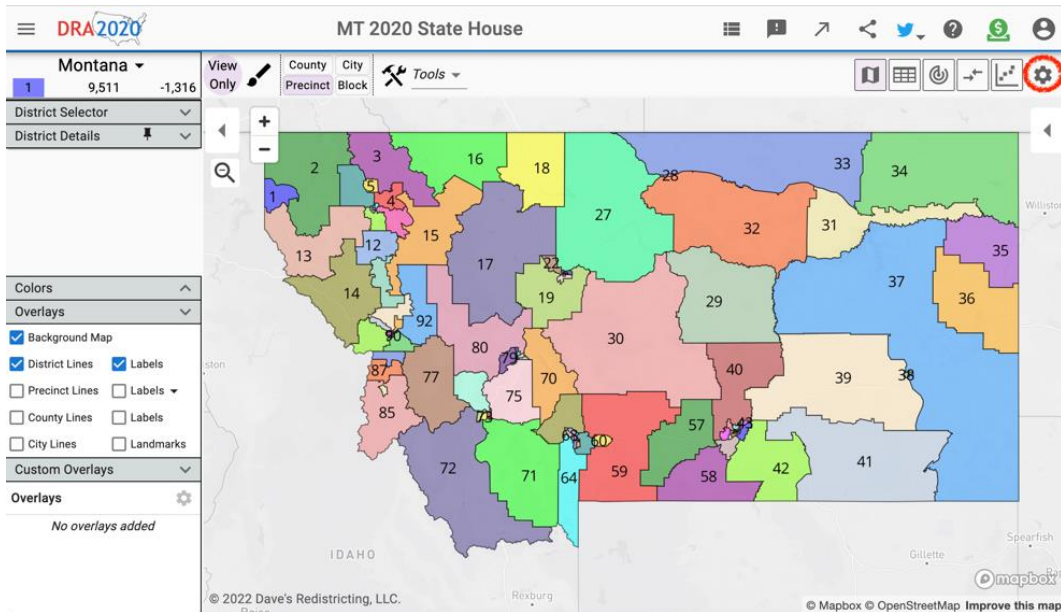 DRA2020
MT 2020 State House
Montana
1 9,511 -1,316
View Only
County City
Precinct Block
Tools
District Selector
District Details
Colors
Overlays
Background Map
District Lines Labels
Precinct Lines Labels
County Lines Labels
City Lines Landmarks
Custom Overlays
Overlays
No overlays added
+
−
2
3
16
18
28
33
34
1
5
4
27
32
31
Williston
13
12
15
35
14
17
22
19
29
37
36
92
90
30
80
79
ston
87
77
75
70
40
39
38
85
73
57
43
72
71
60
59
58
42
41
64
IDAHO
Rexburg
Gillette
Spearfish
mapbox
© 2022 Dave's Redistricting, LLC.
© Mapbox © OpenStreetMap Improve this map